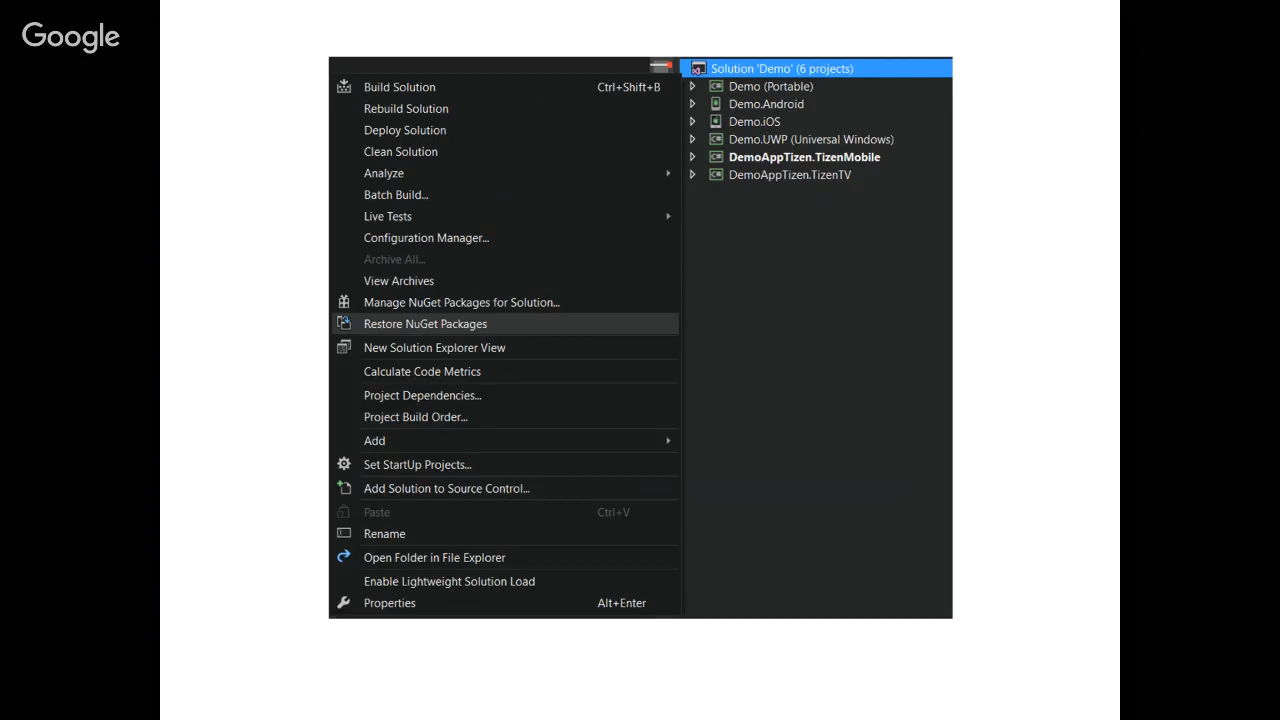 Google
Build Solution Ctrl+Shift+B
Rebuild Solution
Deploy Solution
Clean Solution
Analyze
Batch Build...
Live Tests
Configuration Manager...
Archive All...
View Archives
Manage NuGet Packages for Solution...
Restore NuGet Packages
New Solution Explorer View
Calculate Code Metrics
Project Dependencies...
Project Build Order...
Add
Set StartUp Projects...
Add Solution to Source Control...
Paste Ctrl+V
Rename
Open Folder in File Explorer
Enable Lightweight Solution Load
Properties Alt+Enter
Solution 'Demo' (6 projects)
Demo (Portable)
Demo.Android
Demo.iOS
Demo.UWP (Universal Windows)
DemoAppTizen.TizenMobile
DemoAppTizen.TizenTV